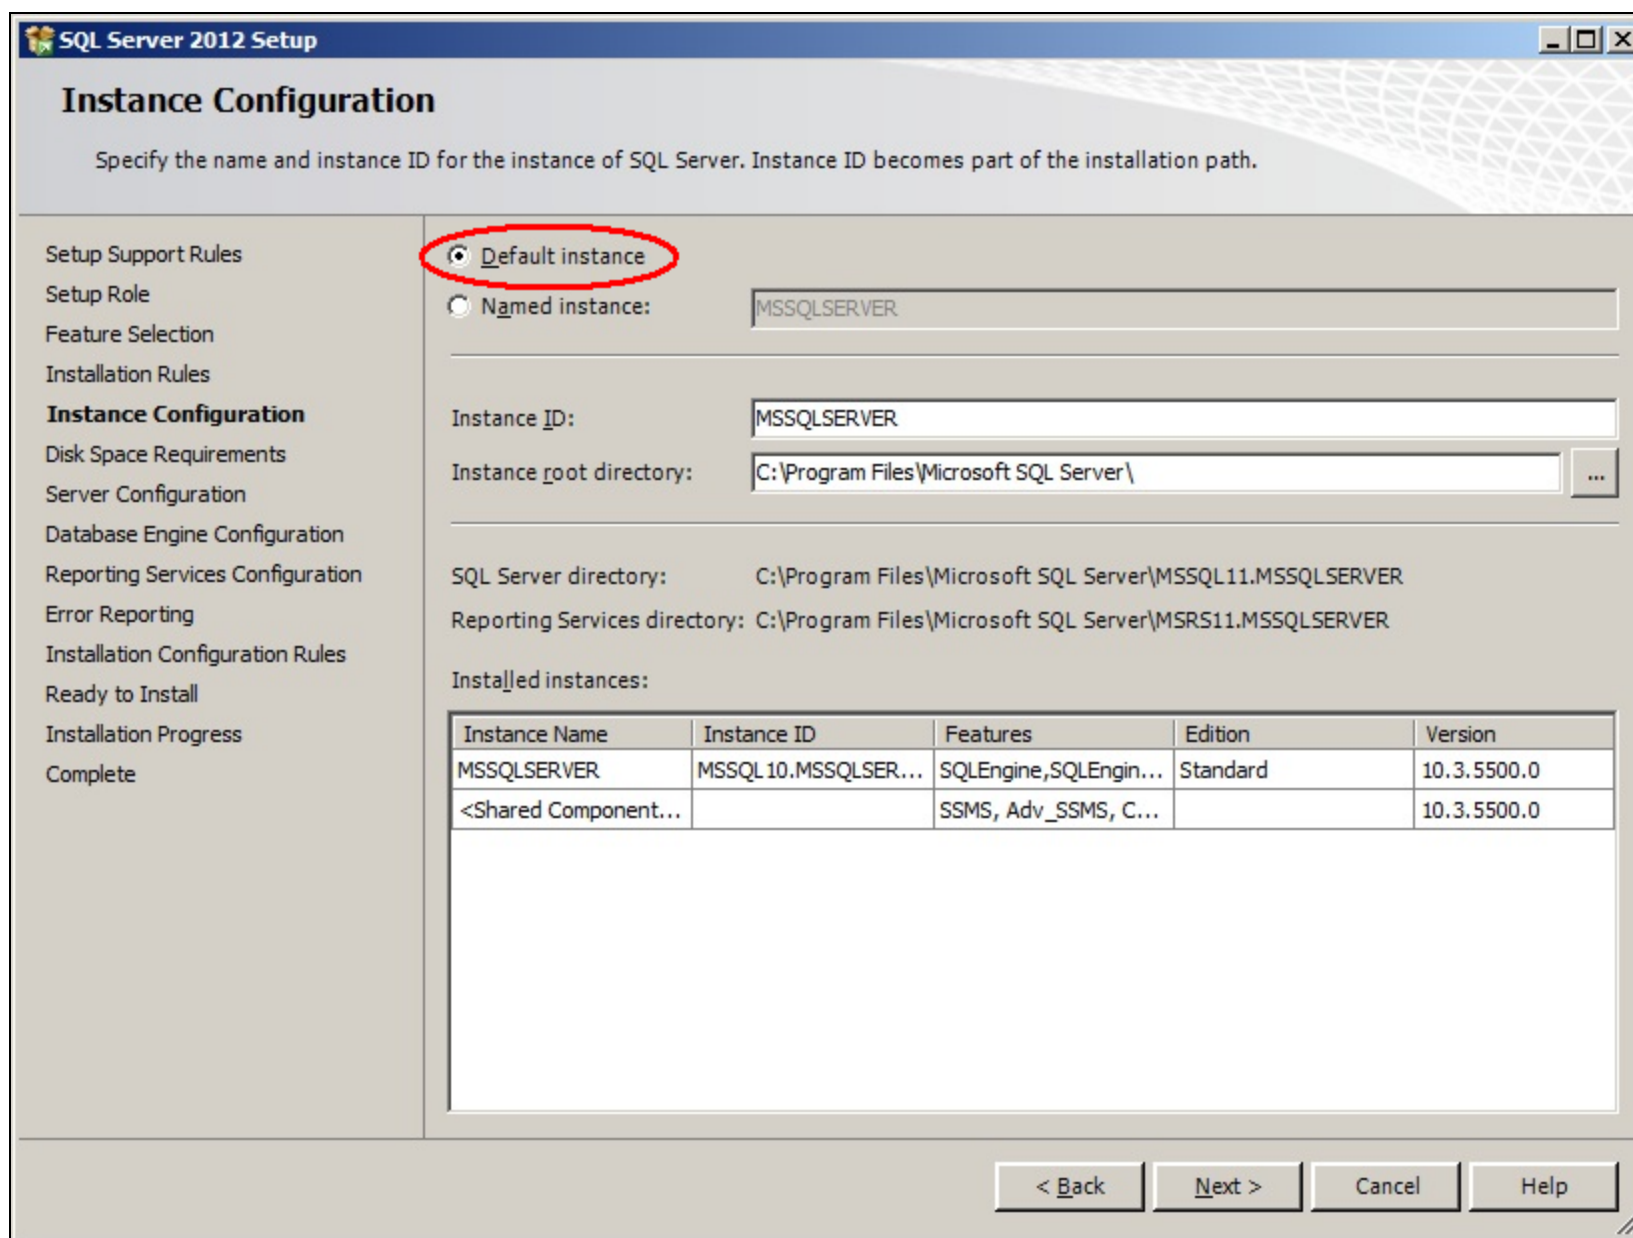 SQL Server 2012 Setup
Instance Configuration
Specify the name and instance ID for the instance of SQL Server. Instance ID becomes part of the installation path.
Setup Support Rules
Setup Role
Feature Selection
Installation Rules
Instance Configuration
Disk Space Requirements
Server Configuration
Database Engine Configuration
Reporting Services Configuration
Error Reporting
Installation Configuration Rules
Ready to Install
Installation Progress
Complete
Default instance
Named instance: MSSQLSERVER
Instance ID: MSSQLSERVER
Instance root directory: C:\Program Files\Microsoft SQL Server\ ...
SQL Server directory: C:\Program Files\Microsoft SQL Server\MSSQL11.MSSQLSERVER
Reporting Services directory: C:\Program Files\Microsoft SQL Server\MSRS11.MSSQLSERVER
Installed instances:
Instance Name Instance ID Features Edition Version
MSSQLSERVER MSSQL10.MSSQLSER... SQLEngine,SQLEngin... Standard 10.3.5500.0
<Shared Component... SSMS, Adv_SSMS, C... 10.3.5500.0
< Back Next > Cancel Help